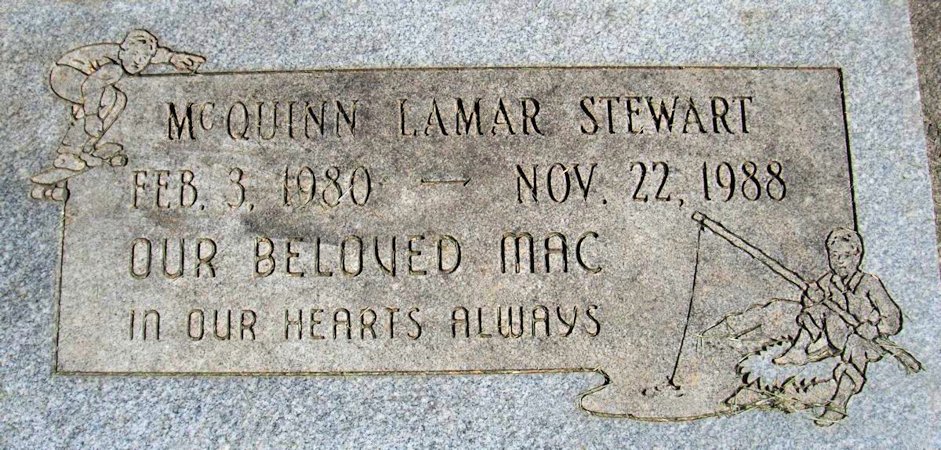 McQUINN LAMAR STEWART
FEB. 3, 1980 — NOV. 22, 1988
OUR BELOVED MAC
IN OUR HEARTS ALWAYS